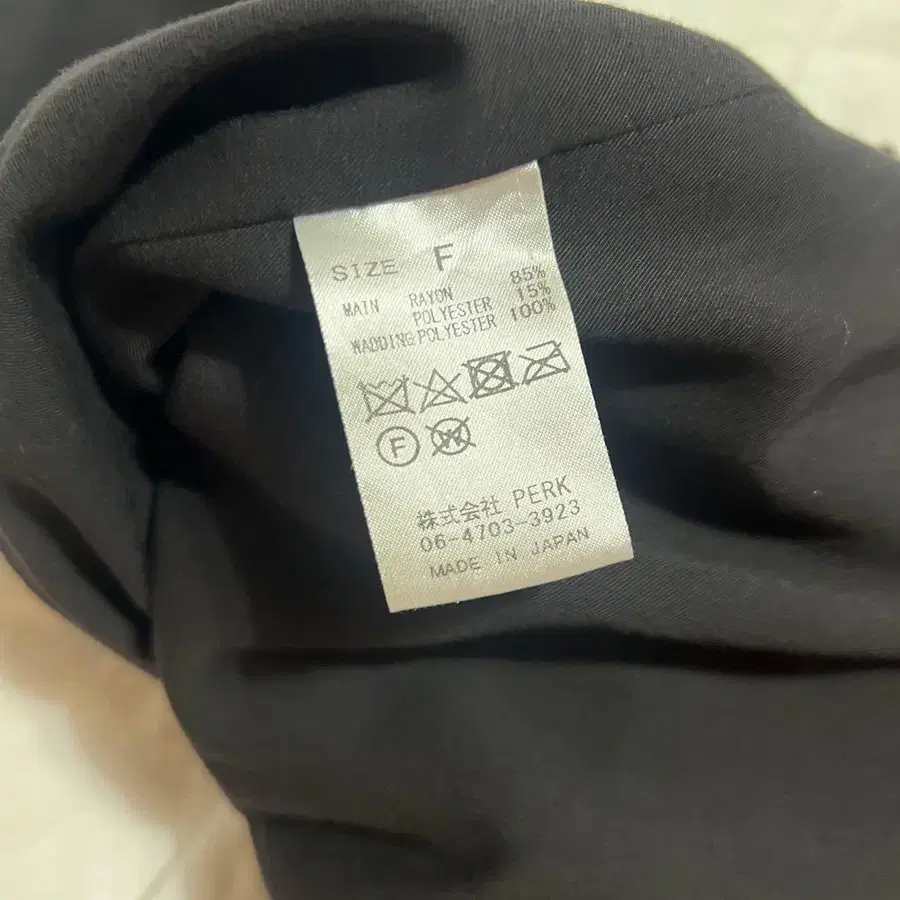 SIZE F
MAIN RAYON 85%
POLYESTER 15%
WADDING POLYESTER 100%
F W
株式会社 PERK
06-4703-3923
MADE IN JAPAN